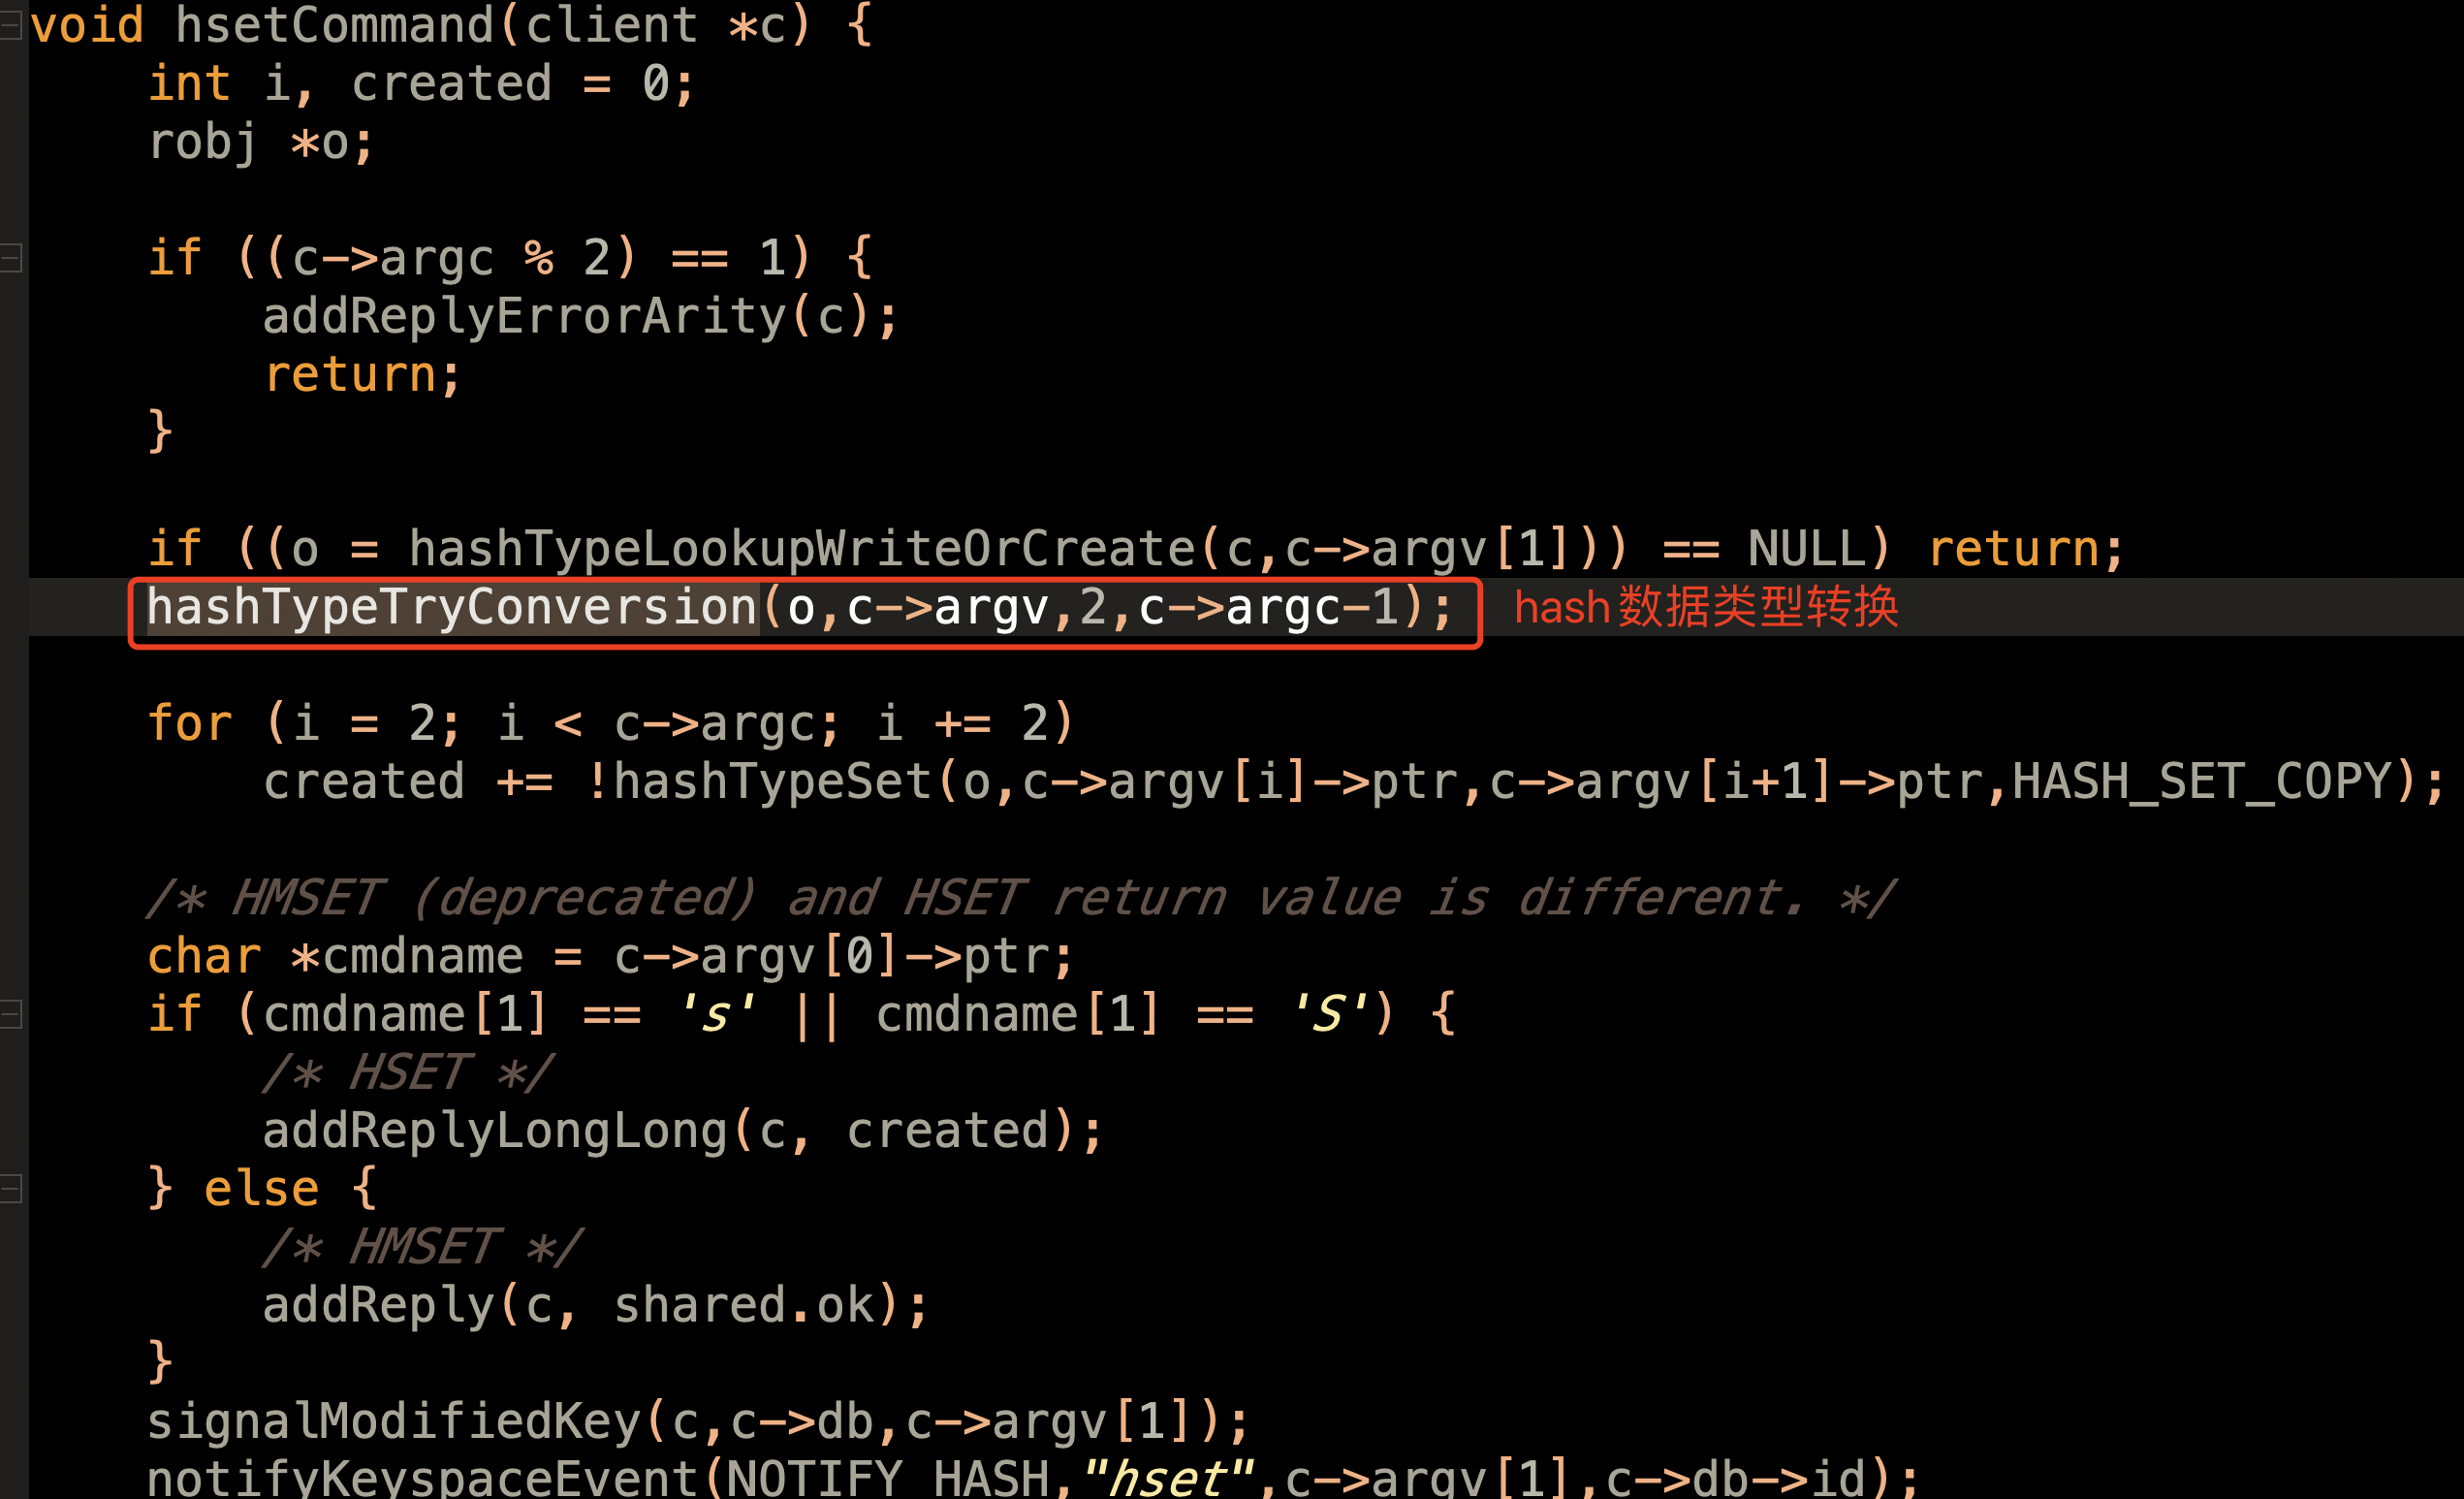 void hsetCommand(client *c) {
    int i, created = 0;
    robj *o;

    if ((c->argc % 2) == 1) {
        addReplyErrorArity(c);
        return;
    }

    if ((o = hashTypeLookupWriteOrCreate(c,c->argv[1])) == NULL) return;
    hashTypeTryConversion(o,c->argv,2,c->argc-1); hash数据类型转换

    for (i = 2; i < c->argc; i += 2)
        created += !hashTypeSet(o,c->argv[i]->ptr,c->argv[i+1]->ptr,HASH_SET_COPY);

    /* HMSET (deprecated) and HSET return value is different. */
    char *cmdname = c->argv[0]->ptr;
    if (cmdname[1] == 's' || cmdname[1] == 'S') {
        /* HSET */
        addReplyLongLong(c, created);
    } else {
        /* HMSET */
        addReply(c, shared.ok);
    }
    signalModifiedKey(c,c->db,c->argv[1]);
    notifyKeyspaceEvent(NOTIFY_HASH,"hset",c->argv[1],c->db->id);